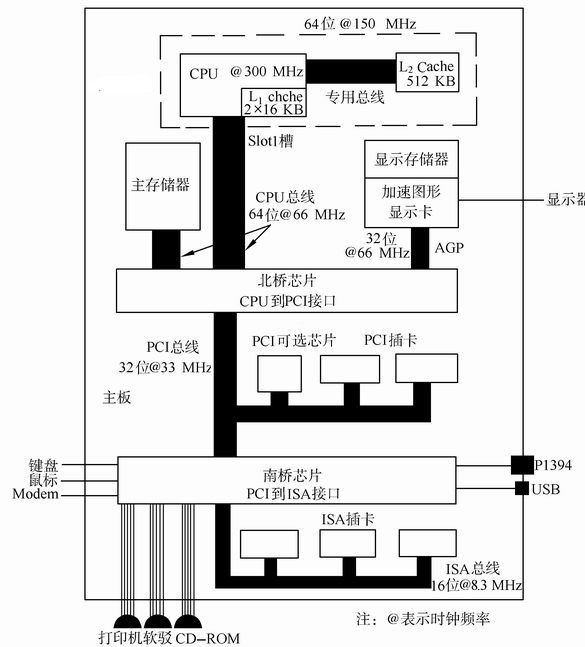 64位 @150 MHz
CPU @300 MHz
L₁ chche
2×16 KB
L₂ Cache
512 KB
专用总线
Slot1槽
主存储器
CPU总线
64位@66 MHz
显示存储器
加速图形
显示卡
显示器
32位
@66 MHz
AGP
北桥芯片
CPU到PCI接口
PCI总线
32位@33 MHz
PCI可选芯片
PCI插卡
主板
键盘
鼠标
Modem
南桥芯片
PCI到ISA接口
P1394
USB
ISA插卡
ISA总线
16位@8.3 MHz
注：@表示时钟频率
打印机 软驳 CD-ROM